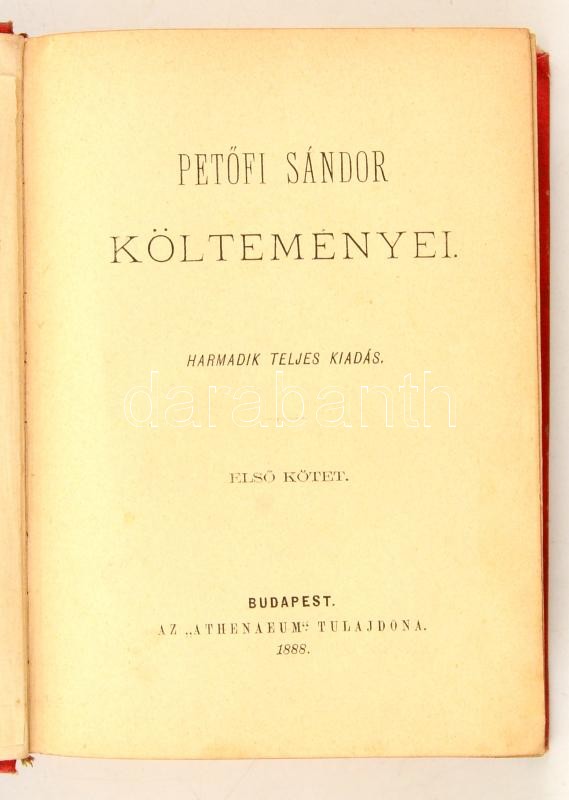 PETŐFI SÁNDOR
KÖLTEMÉNYEI.
HARMADIK TELJES KIADÁS.
darabanth
ELSŐ KÖTET.
BUDAPEST.
AZ „ATHENAEUM“ TULAJDONA.
1888.